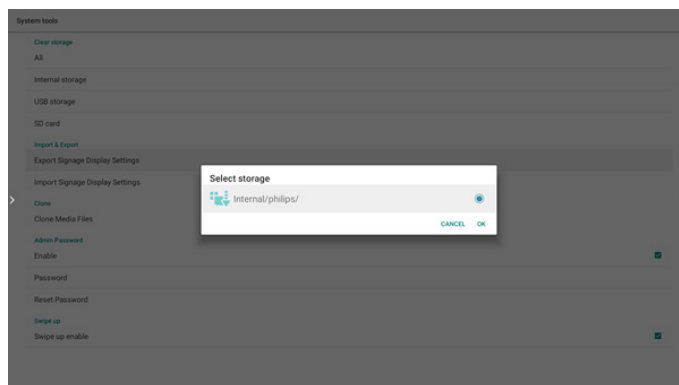 System tools
Clear storage
All
Internal storage
USB storage
SD card
Import & Export
Export Signage Display Settings
Import Signage Display Settings
Select storage
Internal/philips/
CANCEL OK
Clone
Clone Media Files
Admin Password
Enable
Password
Reset Password
Swipe up
Swipe up enable